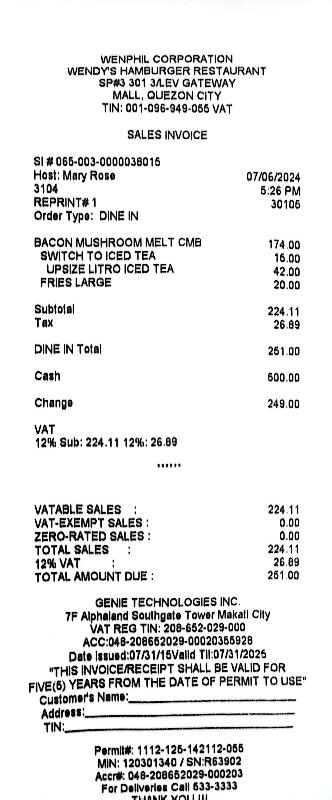 WENPHIL CORPORATION
WENDY'S HAMBURGER RESTAURANT
SP#3 301 3/LEV GATEWAY
MALL, QUEZON CITY
TIN: 001-096-949-055 VAT
SALES INVOICE
SI # 065-003-0000038015
Host: Mary Rose 07/06/2024
3104 5:26 PM
REPRINT# 1 30105
Order Type: DINE IN
BACON MUSHROOM MELT CMB 174.00
SWITCH TO ICED TEA 15.00
UPSIZE LITRO ICED TEA 42.00
FRIES LARGE 20.00
Subtotal 224.11
Tax 26.89
DINE IN Total 251.00
Cash 500.00
Change 249.00
VAT
12% Sub: 224.11 12%: 26.89
******
VATABLE SALES : 224.11
VAT-EXEMPT SALES : 0.00
ZERO-RATED SALES : 0.00
TOTAL SALES : 224.11
12% VAT : 26.89
TOTAL AMOUNT DUE : 251.00
GENIE TECHNOLOGIES INC.
7F Alphaland Southgate Tower Makati City
VAT REG TIN: 208-652-029-000
ACC:048-208652029-00020355928
Date Issued:07/31/15Valid Til:07/31/2025
"THIS INVOICE/RECEIPT SHALL BE VALID FOR
FIVE(5) YEARS FROM THE DATE OF PERMIT TO USE"
Customer's Name:
Address:
TIN:
Permit#: 1112-125-142112-055
MIN: 120301340 / SN:R63902
Accr#: 048-208652029-000203
For Deliveries Call 533-3333
THANK YOU !!!